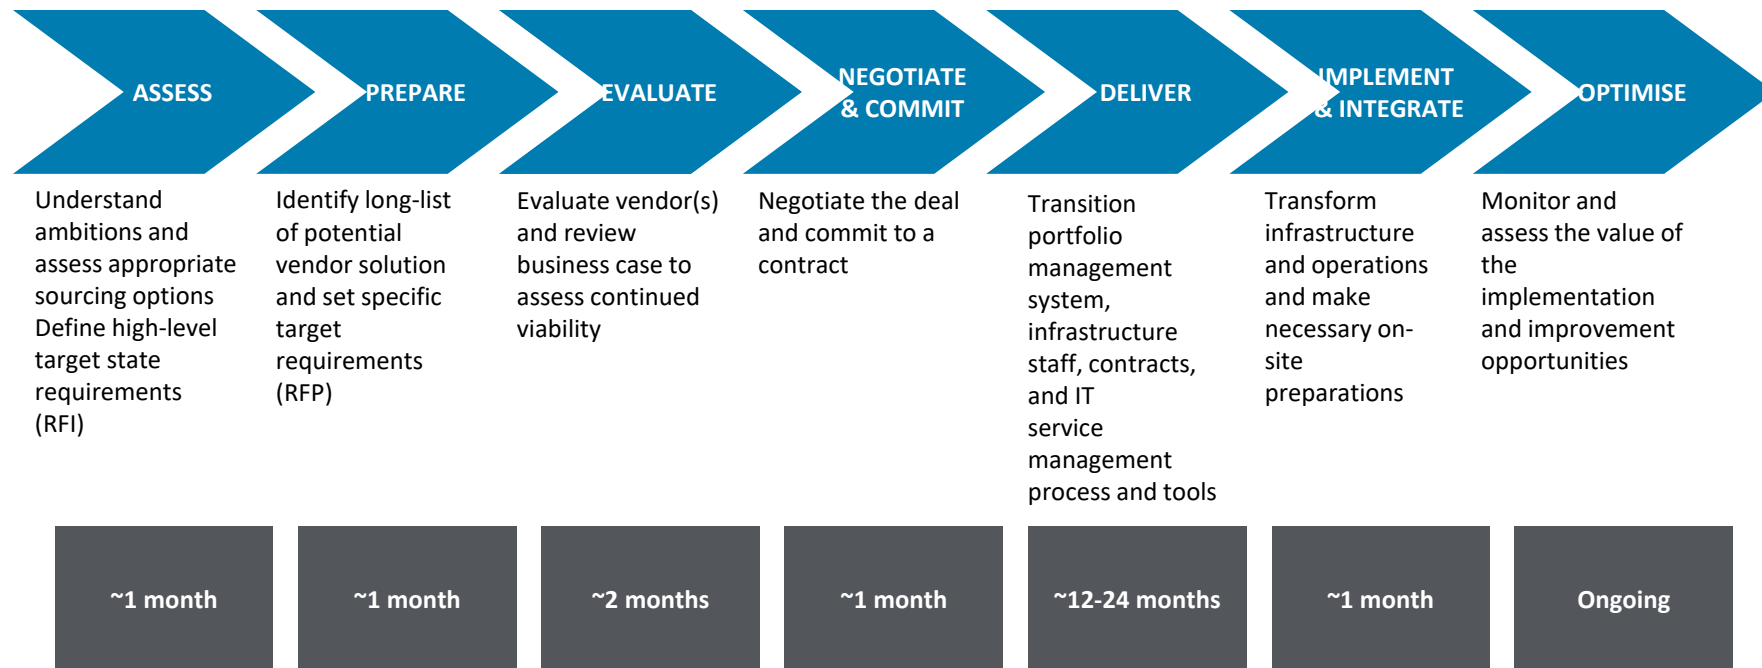 ASSESS
PREPARE
EVALUATE
NEGOTIATE
& COMMIT
DELIVER
IMPLEMENT
& INTEGRATE
OPTIMISE
Understand
ambitions and
assess appropriate
sourcing options
Define high-level
target state
requirements
(RFI)
Identify long-list
of potential
vendor solution
and set specific
target
requirements
(RFP)
Evaluate vendor(s)
and review
business case to
assess continued
viability
Negotiate the deal
and commit to a
contract
Transition
portfolio
management
system,
infrastructure
staff, contracts,
and IT
service
management
process and tools
Transform
infrastructure
and operations
and make
necessary on-
site
preparations
Monitor and
assess the value of
the
implementation
and improvement
opportunities
~1 month
~1 month
~2 months
~1 month
~12-24 months
~1 month
Ongoing